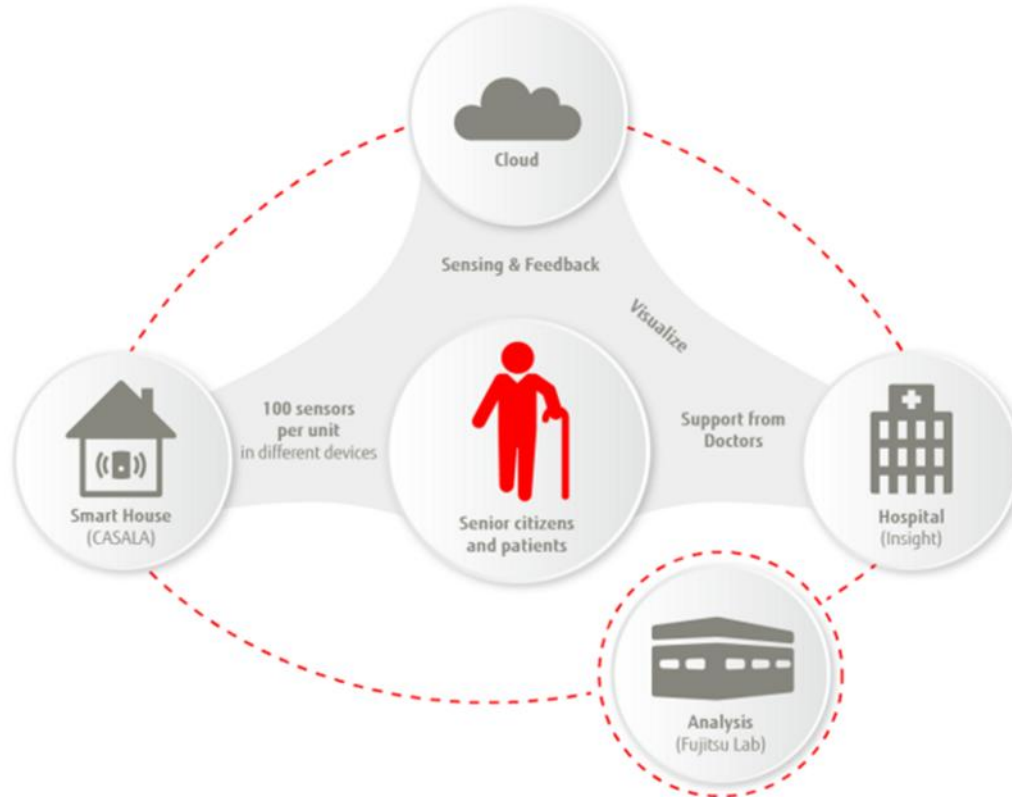 Cloud
Sensing & Feedback
Visualize
100 sensors
per unit
in different devices
Support from
Doctors
Smart House
(CASALA)
Senior citizens
and patients
Hospital
(Insight)
Analysis
(Fujitsu Lab)